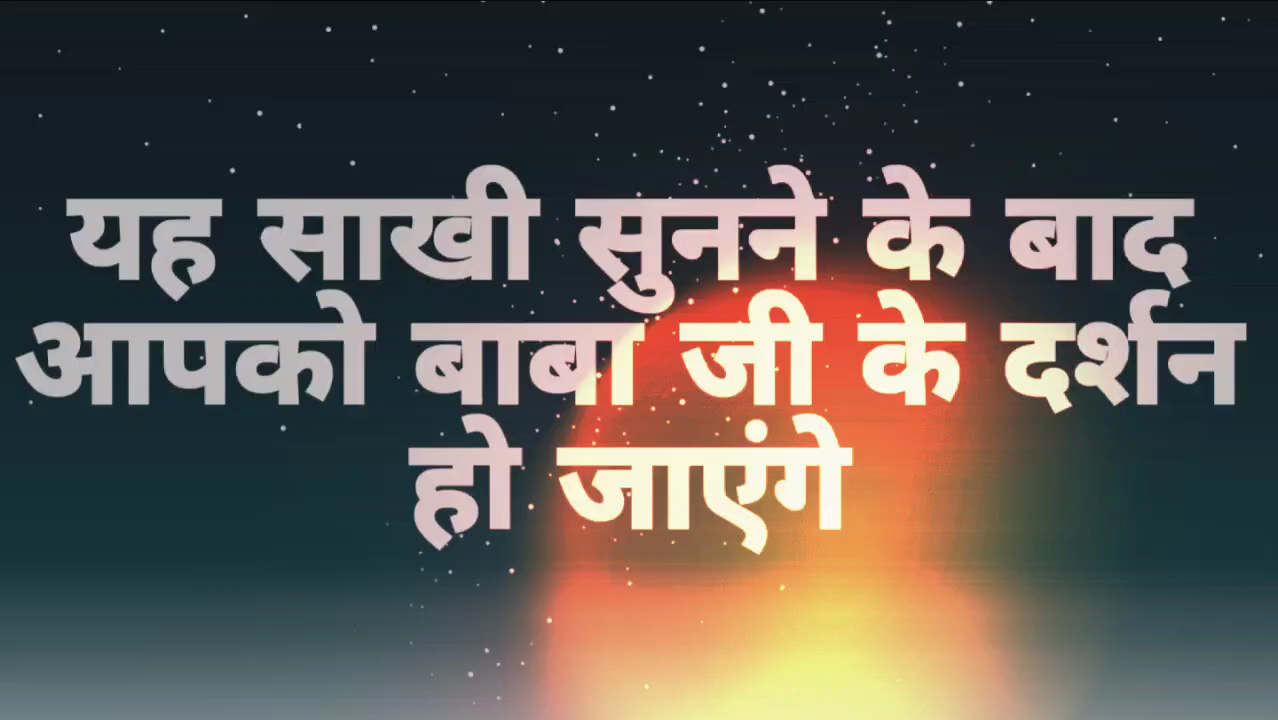 यह साखी सुनने के बाद
आपको बाबा जी के दर्शन
हो जाएंगे